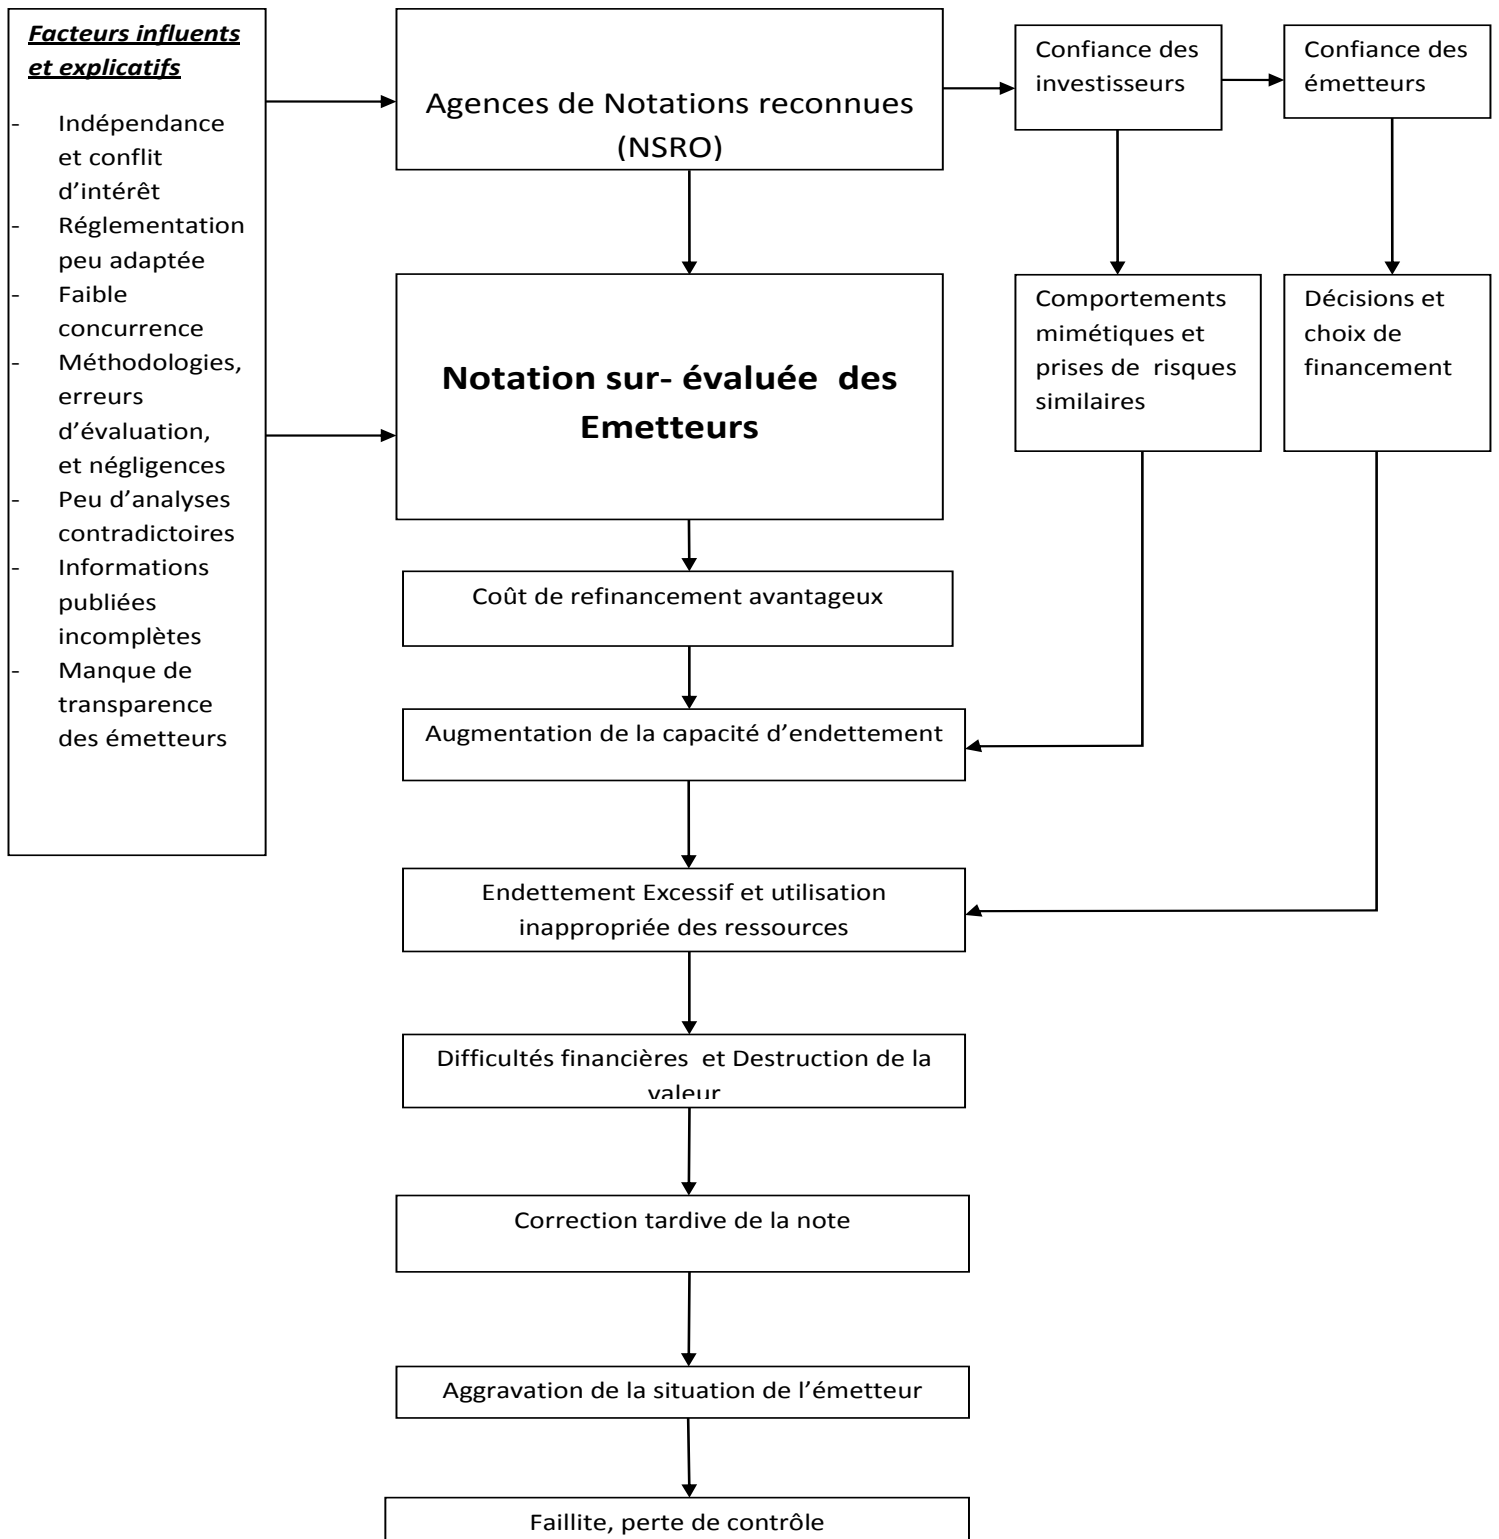 Facteurs influents
et explicatifs
- Indépendance
et conflit
d’intérêt
- Réglementation
peu adaptée
- Faible
concurrence
- Méthodologies,
erreurs
d’évaluation,
et négligences
- Peu d’analyses
contradictoires
- Informations
publiées
incomplètes
- Manque de
transparence
des émetteurs
Agences de Notations reconnues
(NSRO)
Confiance des
investisseurs
Confiance des
émetteurs
Notation sur- évaluée des
Emetteurs
Comportements
mimétiques et
prises de risques
similaires
Décisions et
choix de
financement
Coût de refinancement avantageux
Augmentation de la capacité d’endettement
Endettement Excessif et utilisation
inappropriée des ressources
Difficultés financières et Destruction de la
valeur
Correction tardive de la note
Aggravation de la situation de l’émetteur
Faillite, perte de contrôle